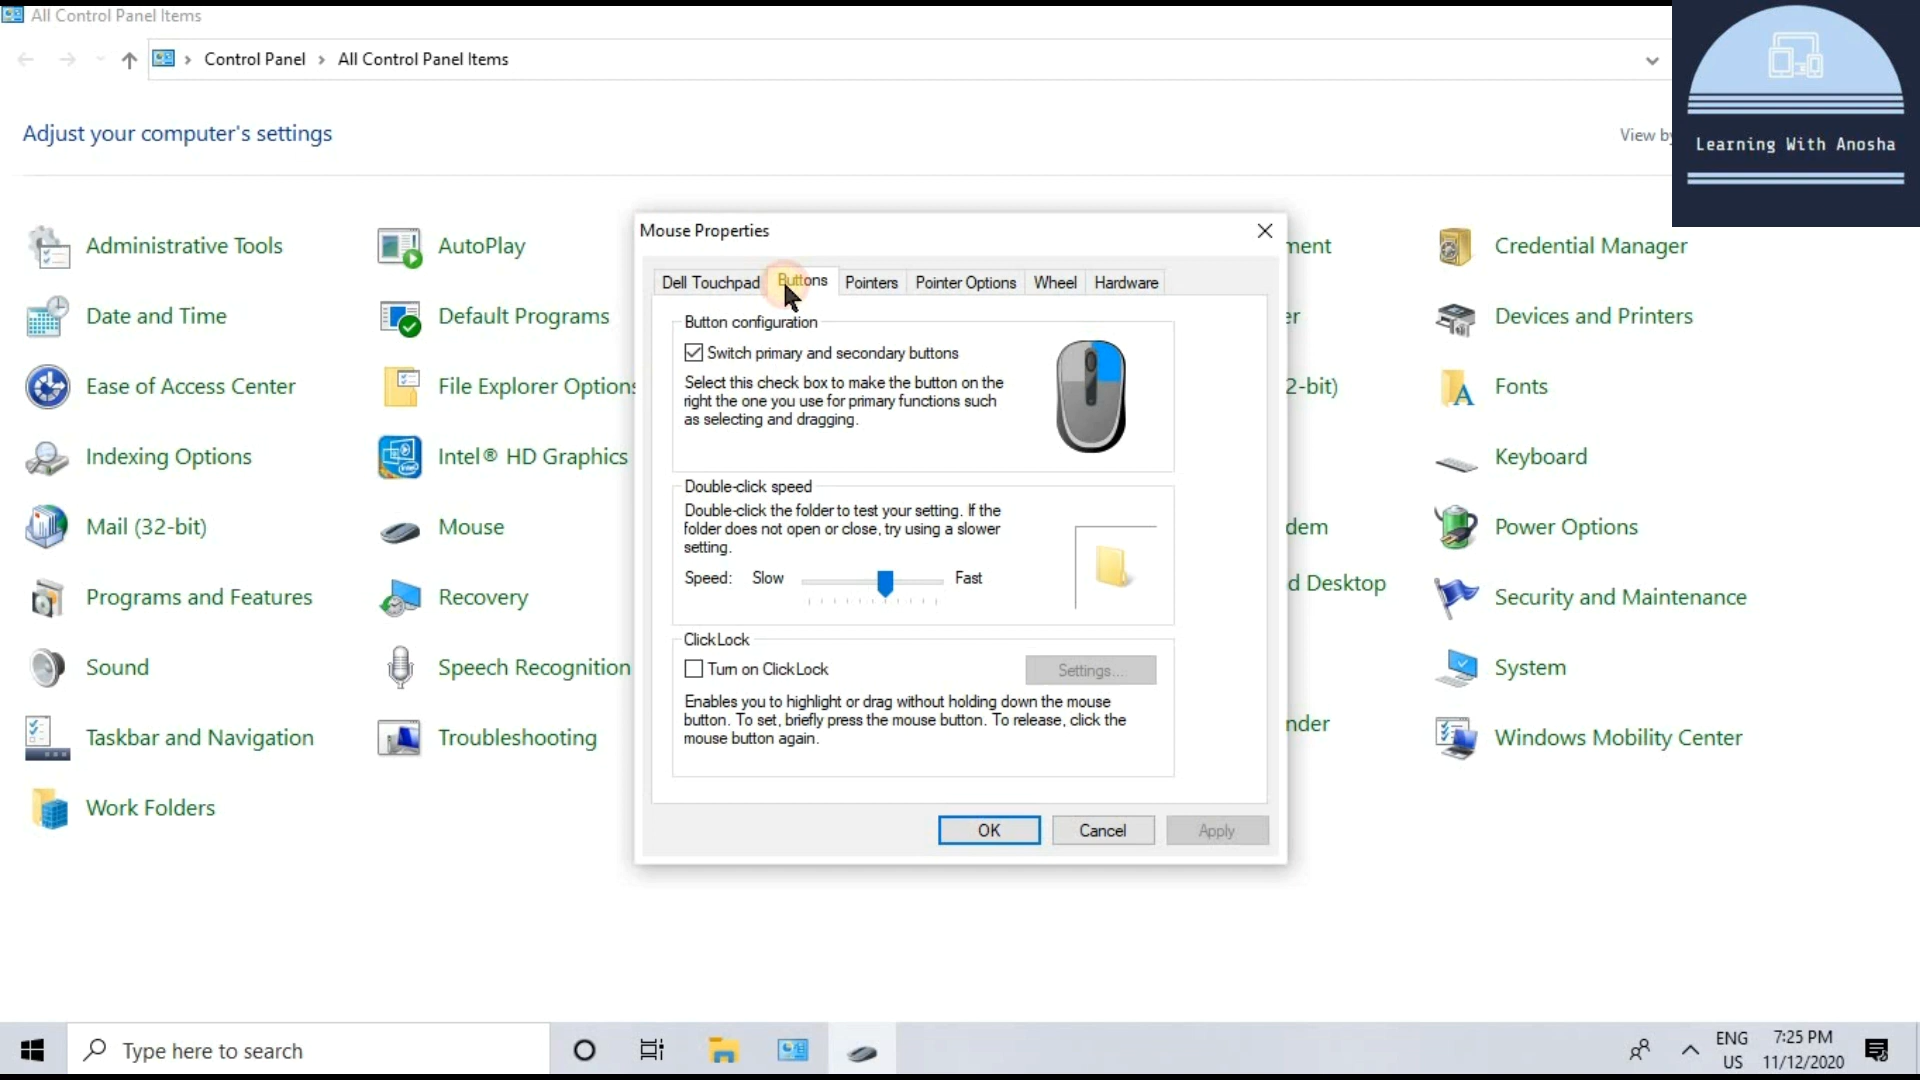 All Control Panel Items
Control Panel › All Control Panel Items
Adjust your computer's settings
View by
Learning With Anosha
Administrative Tools
AutoPlay
Credential Manager
Date and Time
Default Programs
Devices and Printers
Ease of Access Center
File Explorer Options
2-bit)
Fonts
Indexing Options
Intel® HD Graphics
Keyboard
Mail (32-bit)
Mouse
Power Options
Programs and Features
Recovery
d Desktop
Security and Maintenance
Sound
Speech Recognition
System
Taskbar and Navigation
Troubleshooting
Windows Mobility Center
Work Folders
Mouse Properties
Dell Touchpad
Buttons
Pointers
Pointer Options
Wheel
Hardware
Button configuration
Switch primary and secondary buttons
Select this check box to make the button on the
right the one you use for primary functions such
as selecting and dragging.
Double-click speed
Double-click the folder to test your setting. If the
folder does not open or close, try using a slower
setting.
Speed: Slow Fast
ClickLock
Turn on ClickLock
Settings...
Enables you to highlight or drag without holding down the mouse
button. To set, briefly press the mouse button. To release, click the
mouse button again.
OK
Cancel
Apply
Type here to search
ENG
US
7:25 PM
11/12/2020